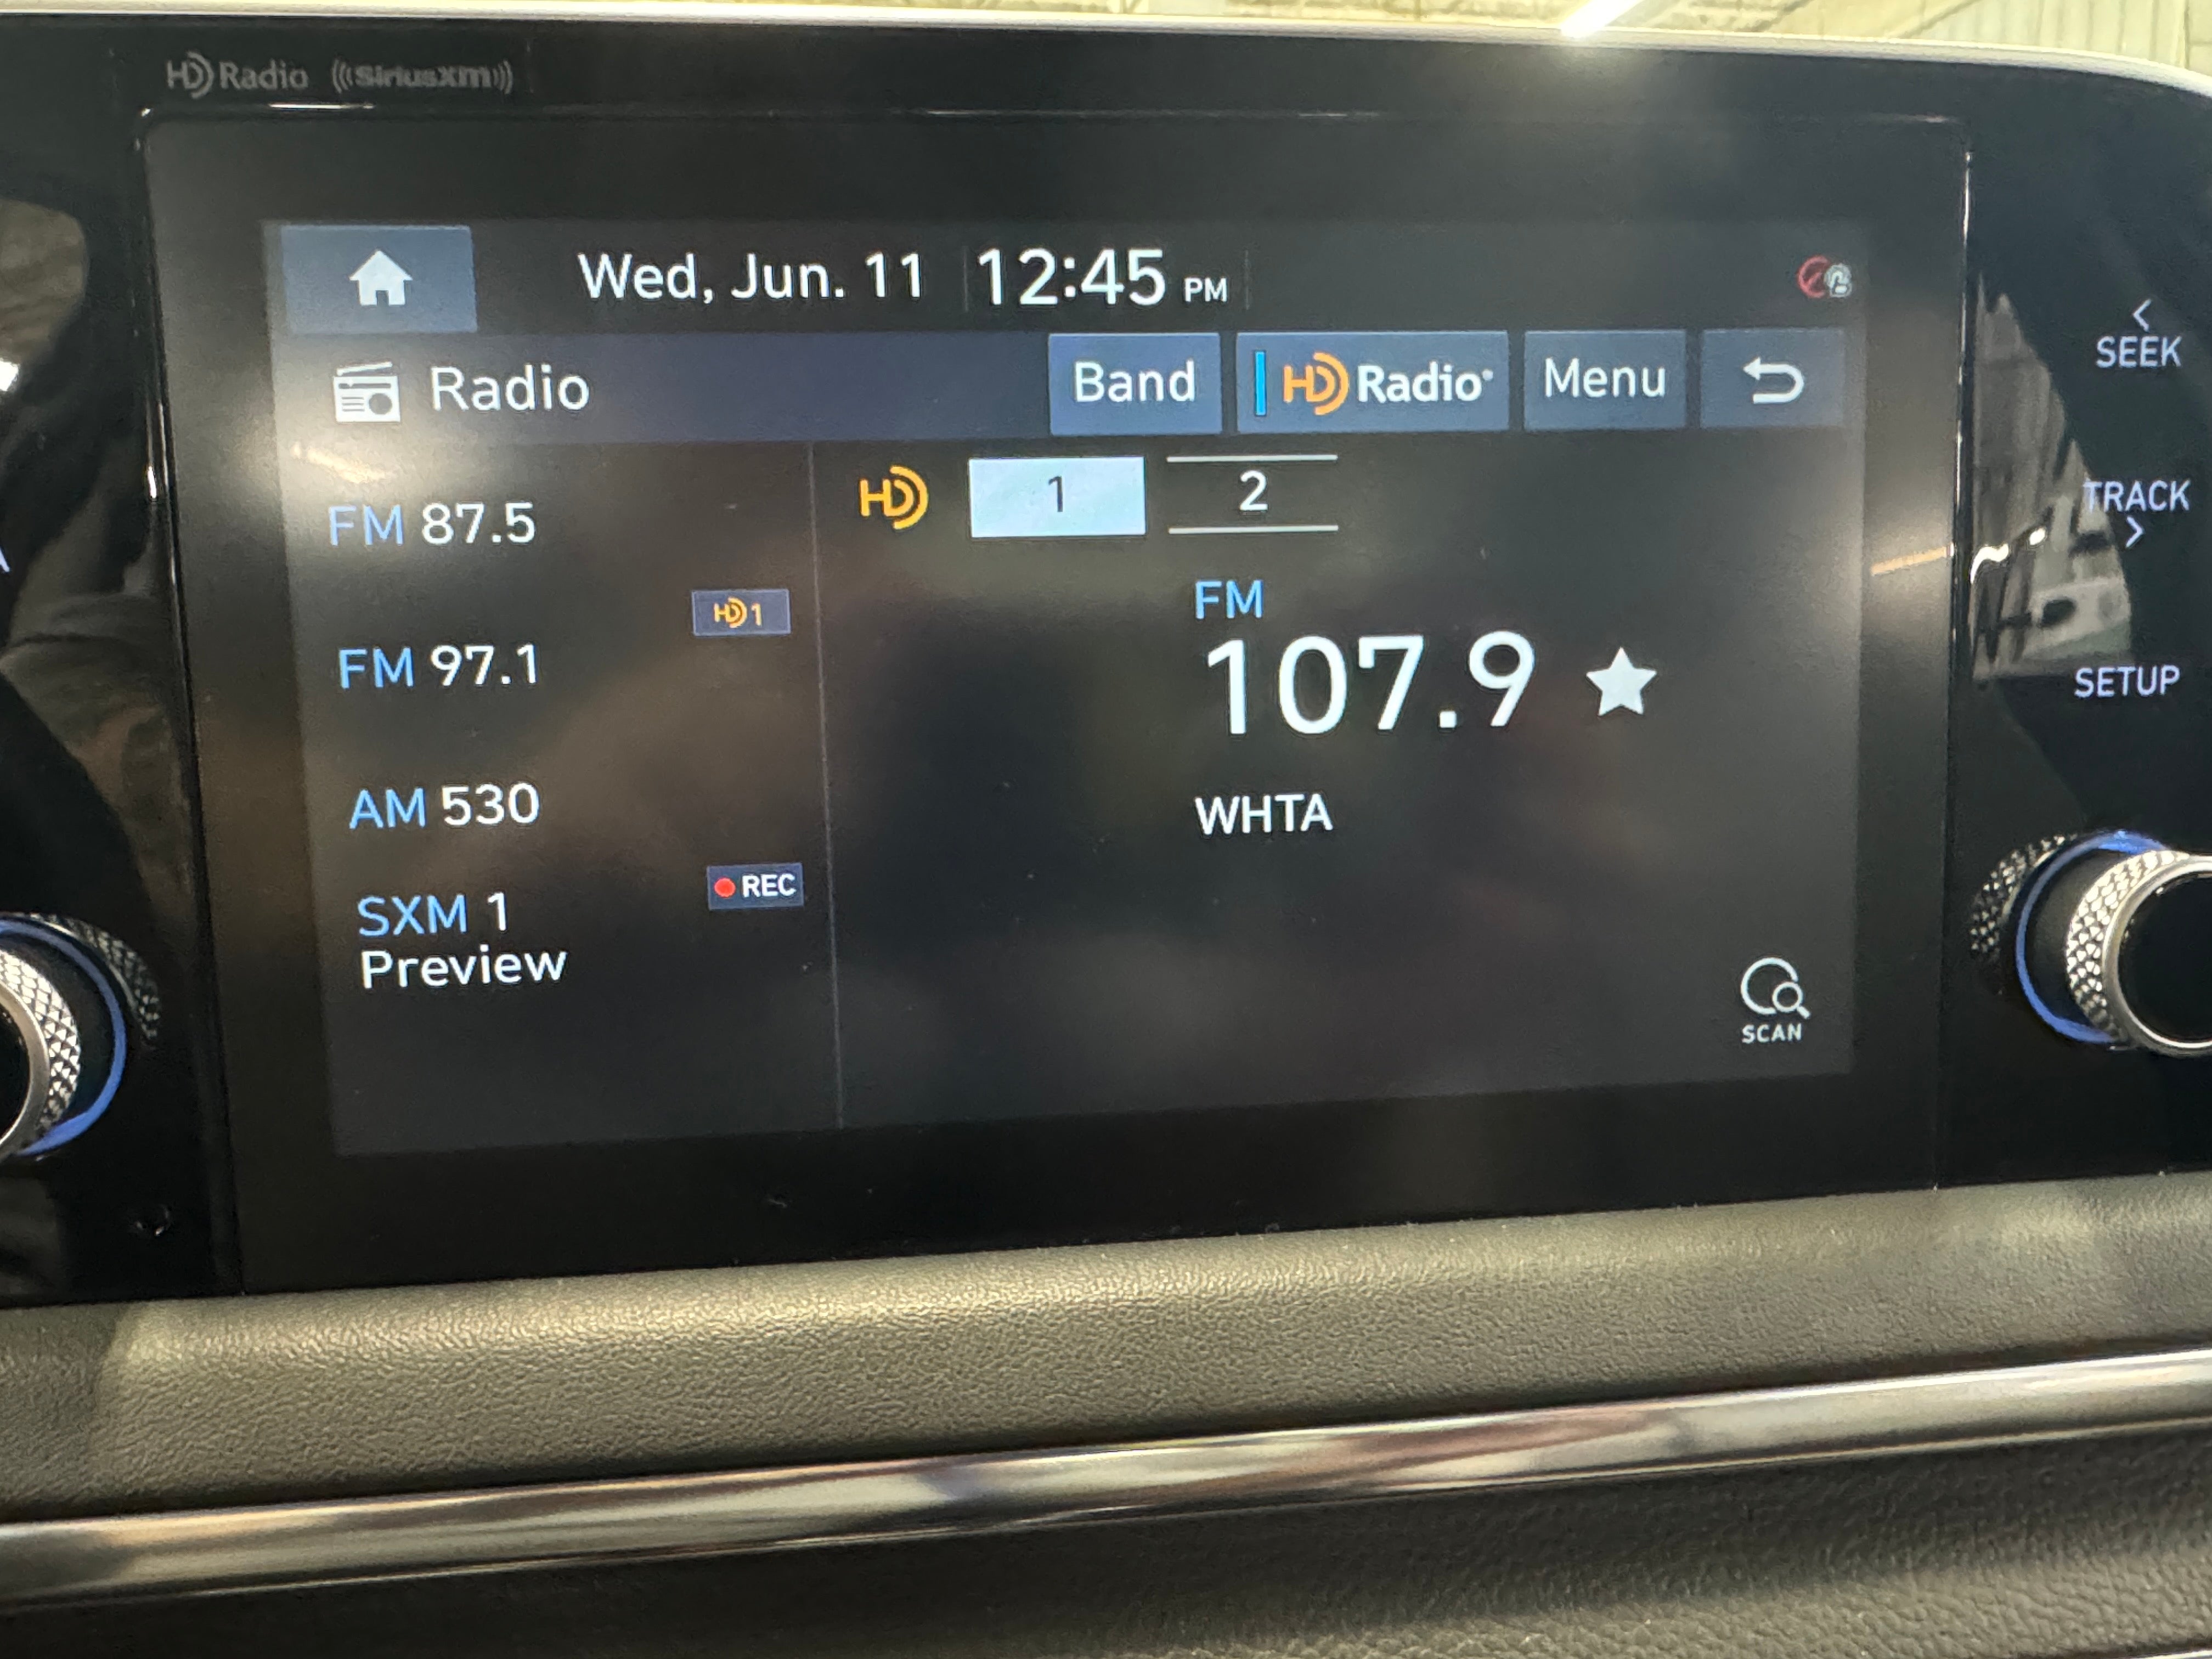 HD Radio ((SiriusXM))
Wed, Jun. 11 12:45 PM
Radio Band HD Radio Menu
FM 87.5
HD1
FM 97.1
AM 530
REC
SXM 1
Preview
HD 1 2
FM
107.9
WHTA
SCAN
SEEK
TRACK
SETUP